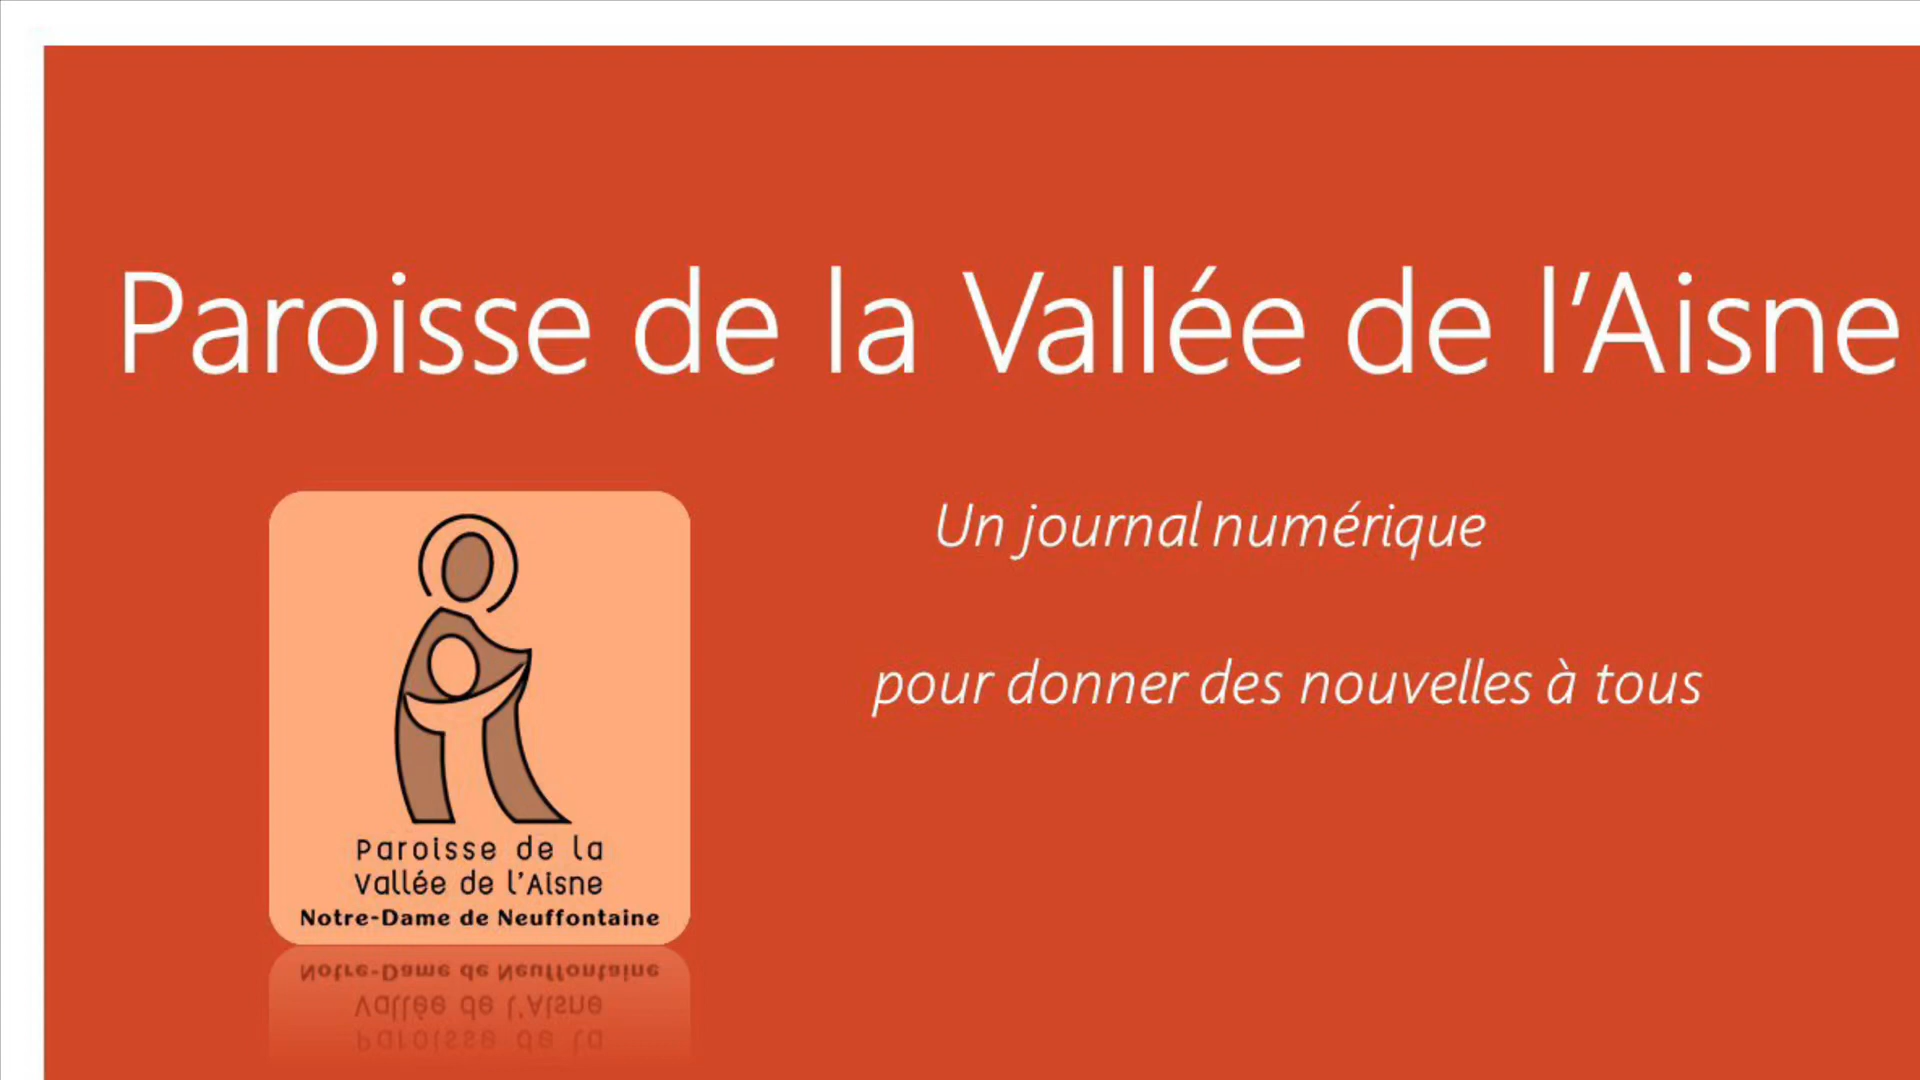 Paroisse de la Vallée de l’Aisne
Un journal numérique
pour donner des nouvelles à tous
Paroisse de la
Vallée de l’Aisne
Notre-Dame de Neuffontaine